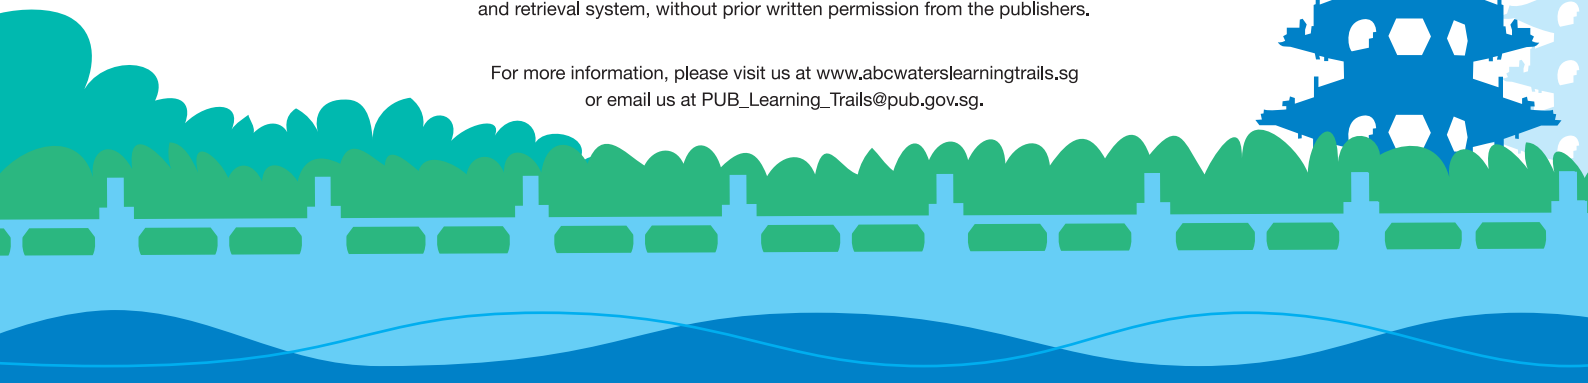 and retrieval system, without prior written permission from the publishers.
For more information, please visit us at www.abcwaterslearningtrails.sg
or email us at PUB_Learning_Trails@pub.gov.sg.